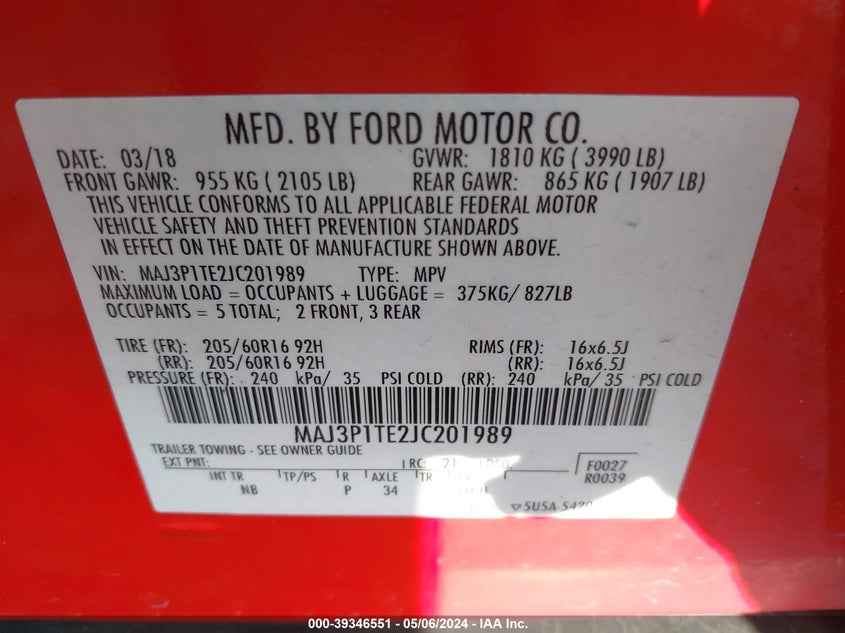 MFD. BY FORD MOTOR CO.
DATE: 03/18 GVWR: 1810 KG ( 3990 LB)
FRONT GAWR: 955 KG ( 2105 LB) REAR GAWR: 865 KG ( 1907 LB)
THIS VEHICLE CONFORMS TO ALL APPLICABLE FEDERAL MOTOR
VEHICLE SAFETY AND THEFT PREVENTION STANDARDS
IN EFFECT ON THE DATE OF MANUFACTURE SHOWN ABOVE.
VIN: MAJ3P1TE2JC201989 TYPE: MPV
MAXIMUM LOAD = OCCUPANTS + LUGGAGE = 375KG/ 827LB
OCCUPANTS = 5 TOTAL; 2 FRONT, 3 REAR
TIRE (FR): 205/60R16 92H RIMS (FR): 16x6.5J
(RR): 205/60R16 92H (RR): 16x6.5J
PRESSURE (FR): 240 kPa/ 35 PSI COLD (RR): 240 kPa/ 35 PSI COLD
MAJ3P1TE2JC201989
TRAILER TOWING - SEE OWNER GUIDE
EXT PNT: RC: 21 DSO: F0027
INT TR TP/PS R AXLE TR R0039
NB P 34
5U5A-5420
000-39346551 - 05/06/2024 - IAA Inc.